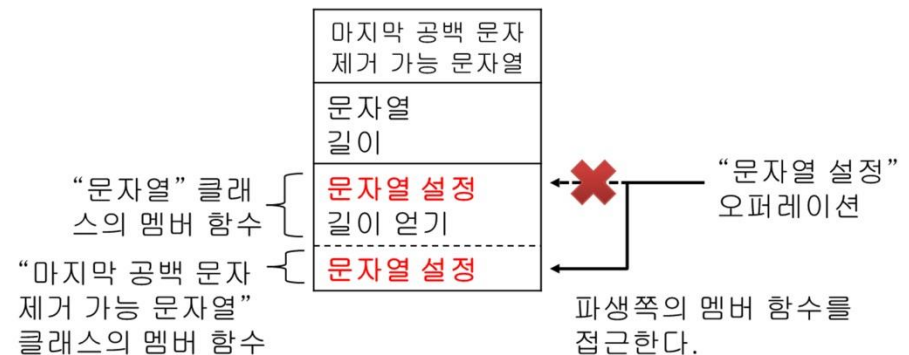 마지막 공백 문자
제거 가능 문자열
문자열
길이
"문자열" 클래
스의 멤버 함수
문자열 설정
길이 얻기
"문자열 설정"
오퍼레이션
"마지막 공백 문자
제거 가능 문자열"
클래스의 멤버 함수
문자열 설정
파생쪽의 멤버 함수를
접근한다.